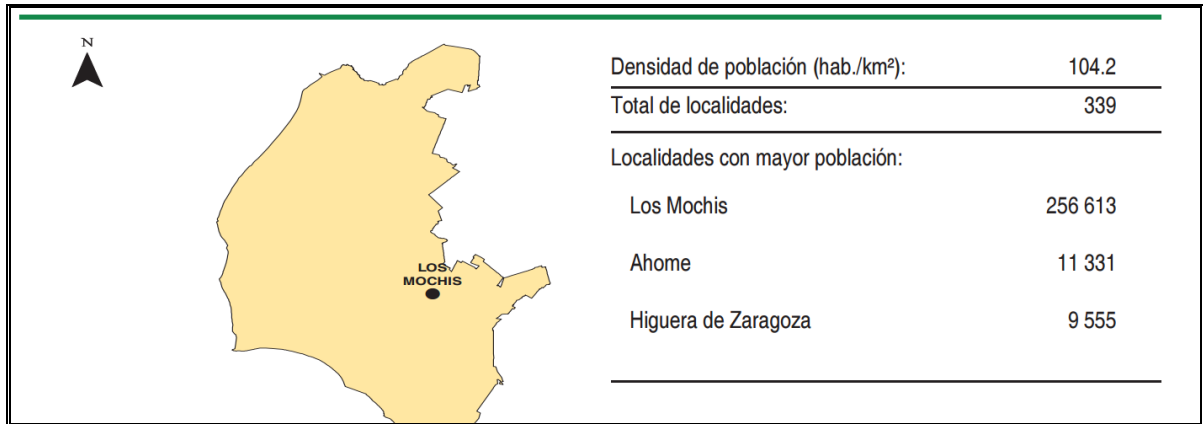 N
LOS
MOCHIS
Densidad de población (hab./km²): 104.2
Total de localidades: 339
Localidades con mayor población:
Los Mochis 256 613
Ahome 11 331
Higuera de Zaragoza 9 555